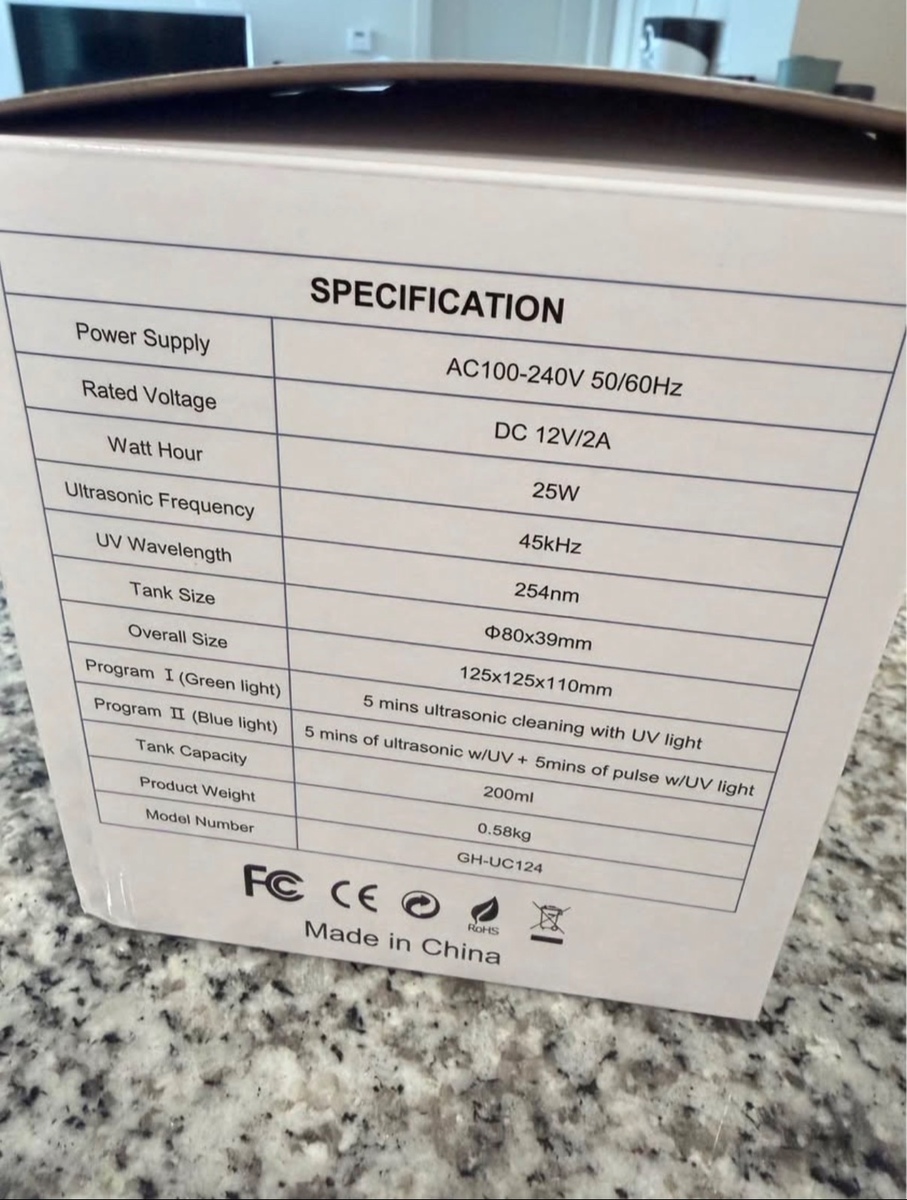 SPECIFICATION
Power Supply AC100-240V 50/60Hz
Rated Voltage DC 12V/2A
Watt Hour 25W
Ultrasonic Frequency 45kHz
UV Wavelength 254nm
Tank Size Φ80x39mm
Overall Size 125x125x110mm
Program Ⅰ (Green light) 5 mins ultrasonic cleaning with UV light
Program Ⅱ (Blue light) 5 mins of ultrasonic w/UV + 5mins of pulse w/UV light
Tank Capacity 200ml
Product Weight 0.58kg
Model Number GH-UC124
FC CE RoHS
Made in China